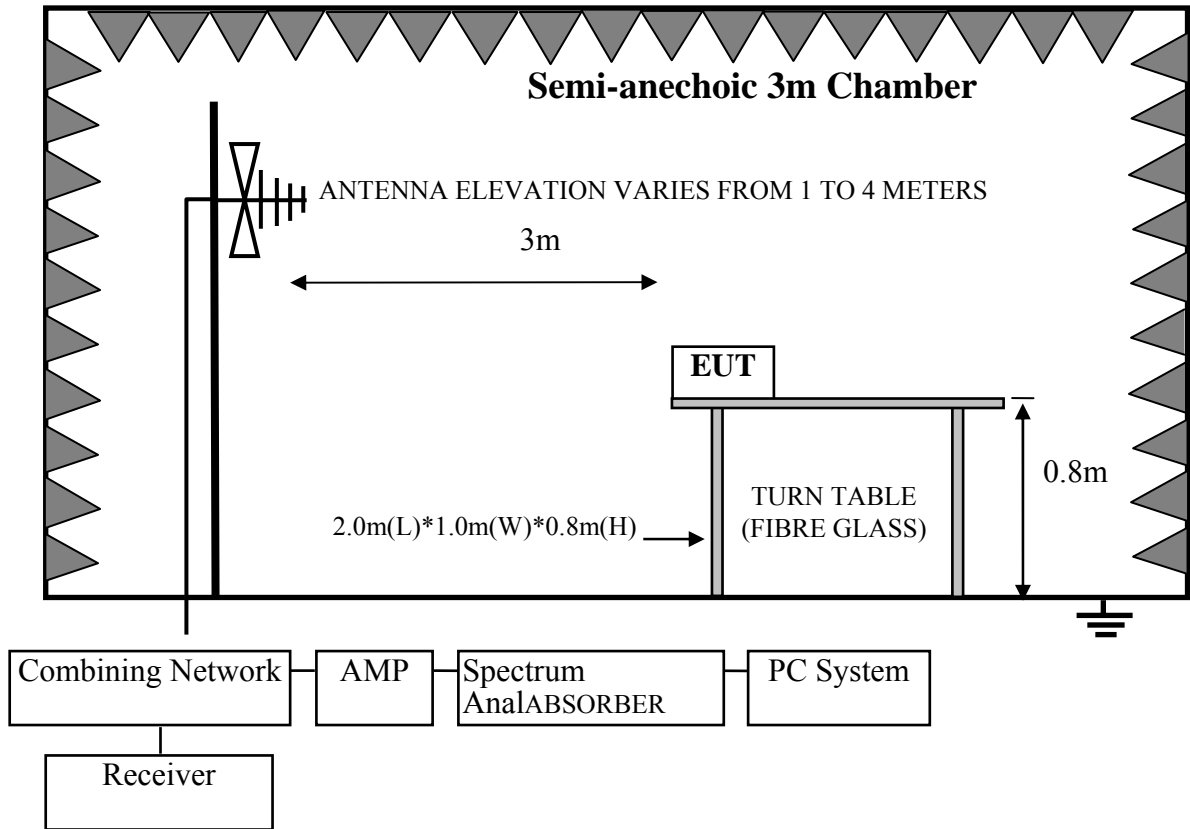 Semi-anechoic 3m Chamber
ANTENNA ELEVATION VARIES FROM 1 TO 4 METERS
3m
EUT
0.8m
TURN TABLE
(FIBRE GLASS)
2.0m(L)*1.0m(W)*0.8m(H)
Combining Network
AMP
Spectrum
AnalABSORBER
PC System
Receiver